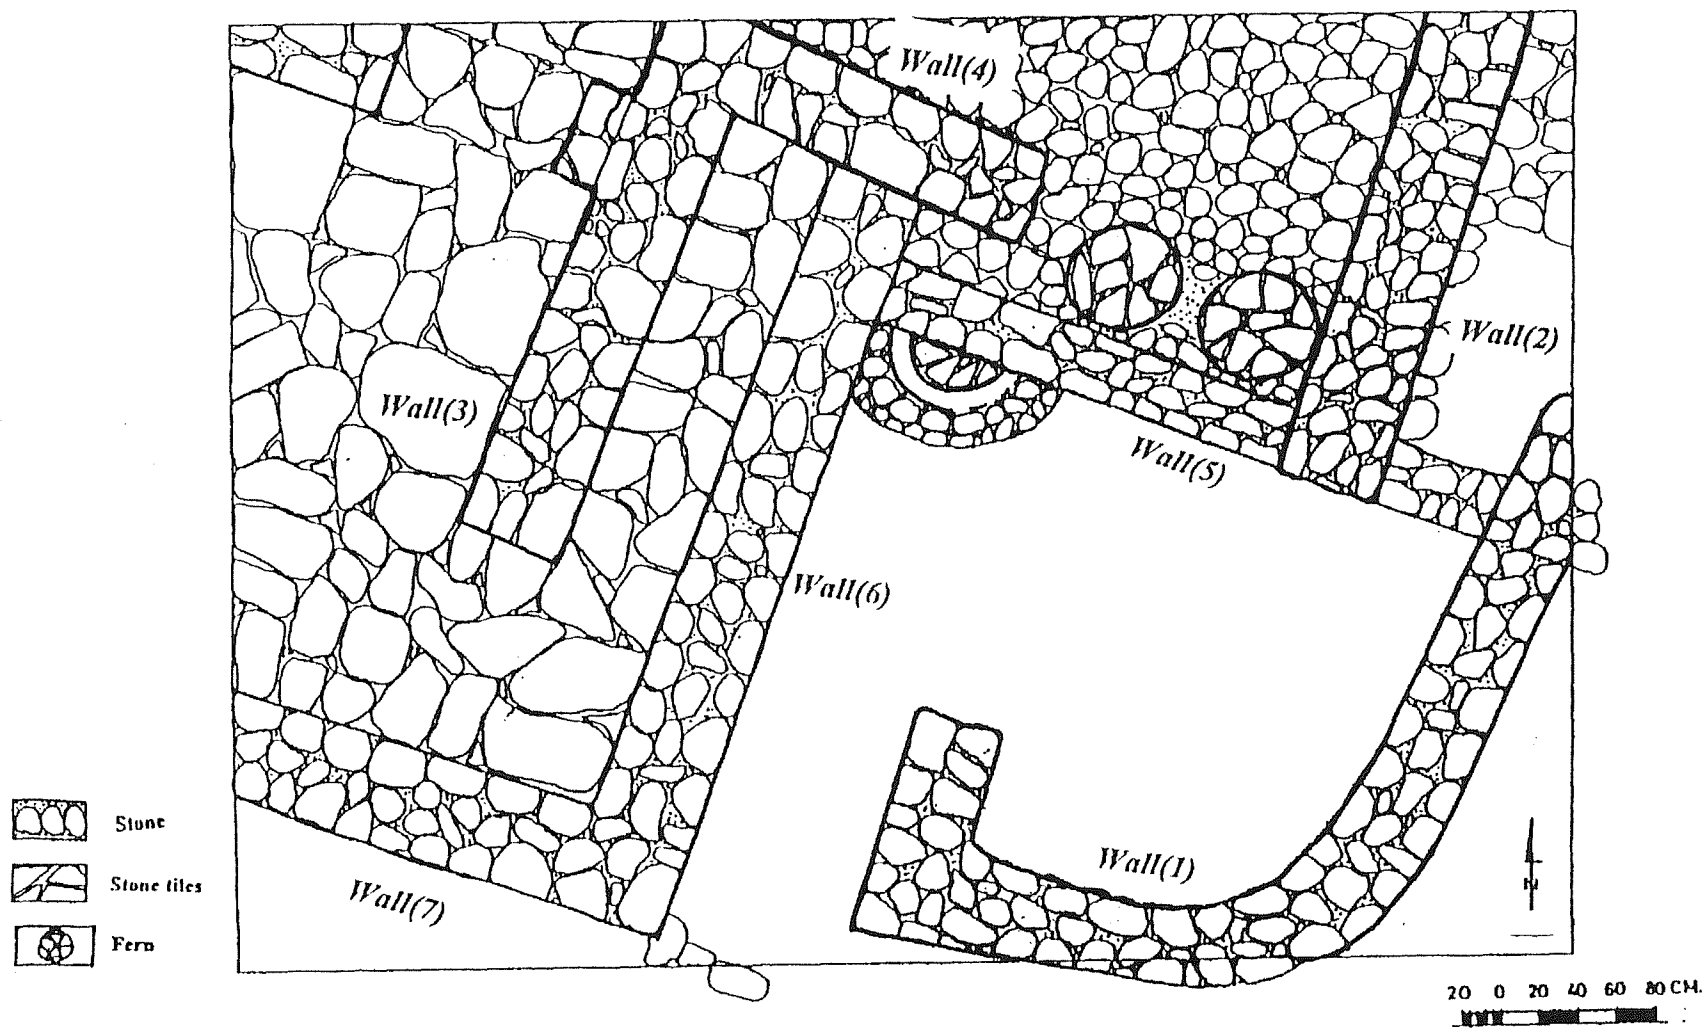 Wall(4)
Wall(2)
Wall(3)
Wall(5)
Wall(6)
Wall(1)
Wall(7)
Stone
Stone tiles
Fern
N
20 0 20 40 60 80 CM.